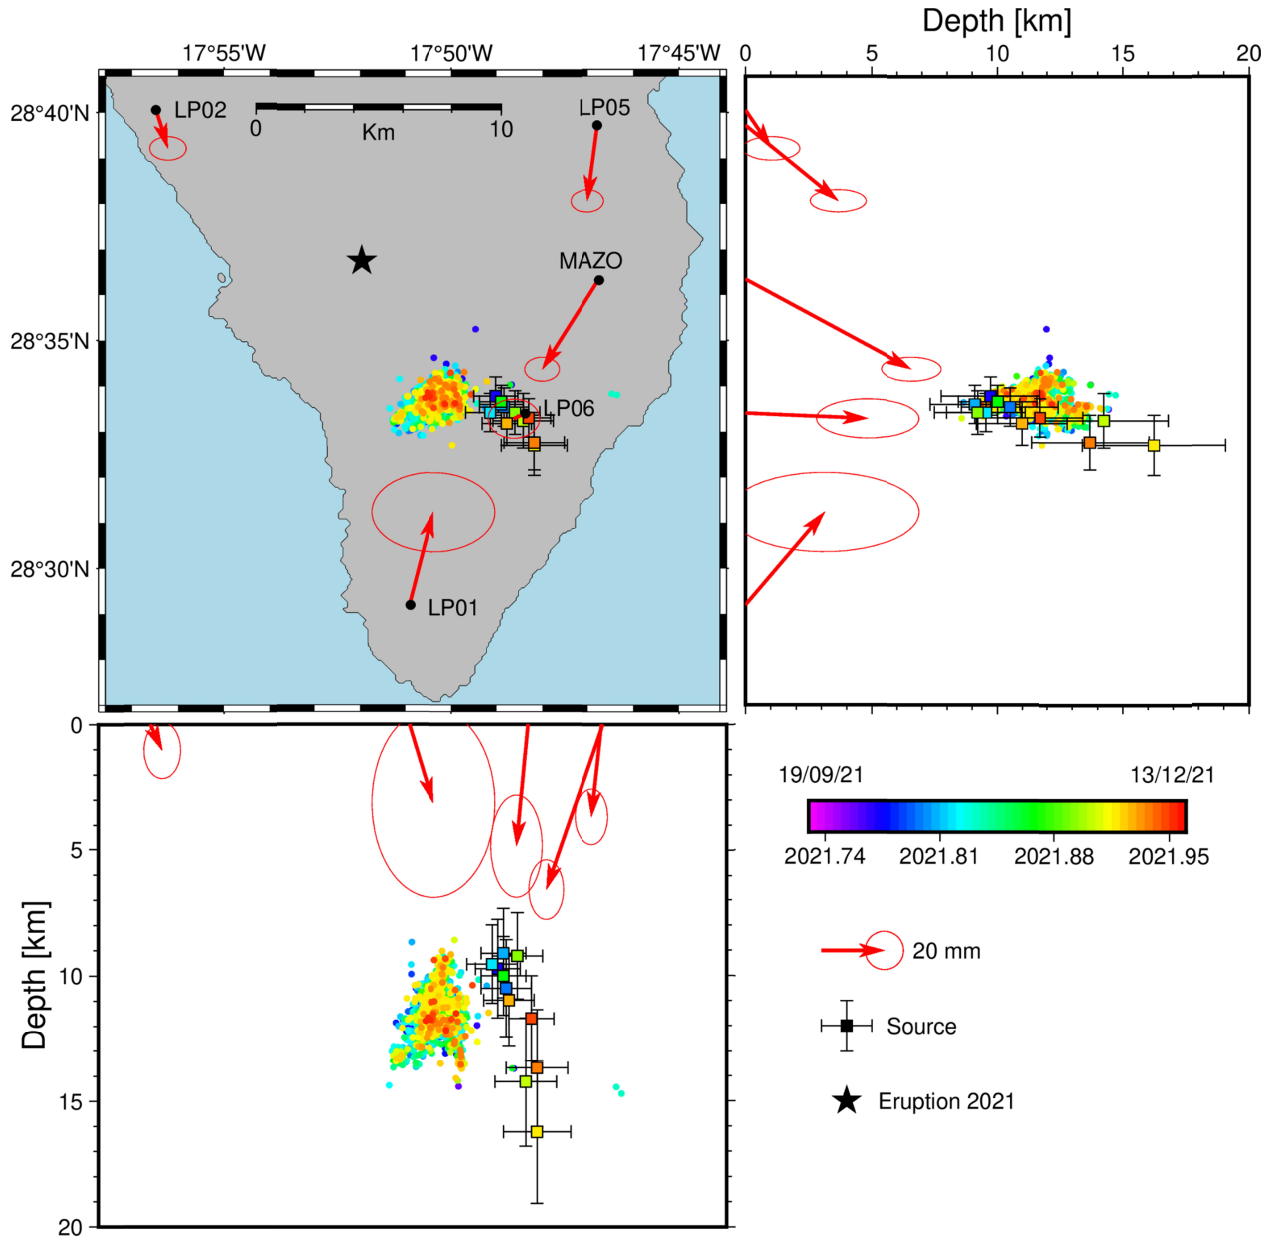 Depth [km]
17°55'W 17°50'W 17°45'W
0 5 10 15 20
28°40'N
28°35'N
28°30'N
LP02
0 Km 10
LP05
MAZO
LP06
LP01
0
5
10
15
20
Depth [km]
19/09/21 13/12/21
2021.74 2021.81 2021.88 2021.95
20 mm
Source
Eruption 2021